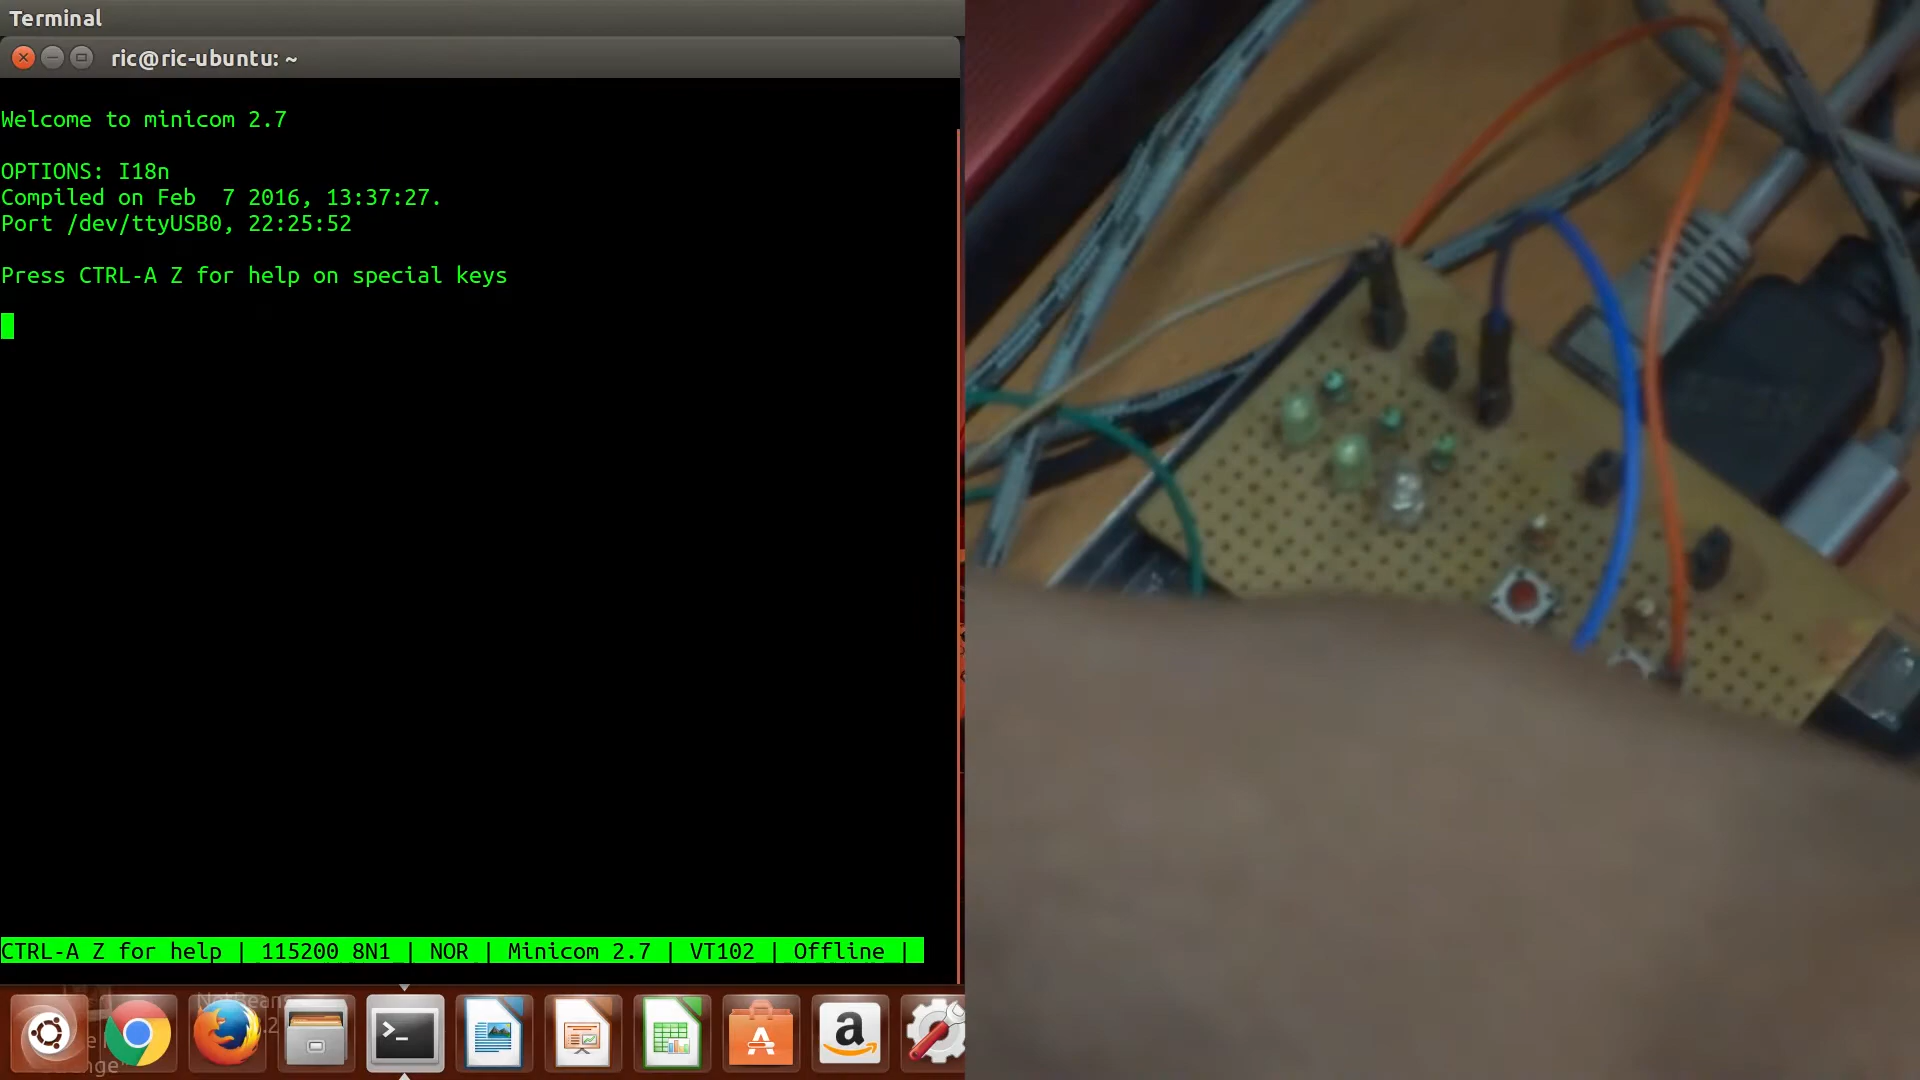 Terminal
ric@ric-ubuntu: ~
Welcome to minicom 2.7
OPTIONS: I18n
Compiled on Feb  7 2016, 13:37:27.
Port /dev/ttyUSB0, 22:25:52
Press CTRL-A Z for help on special keys
CTRL-A Z for help | 115200 8N1 | NOR | Minicom 2.7 | VT102 | Offline |
NetBeans